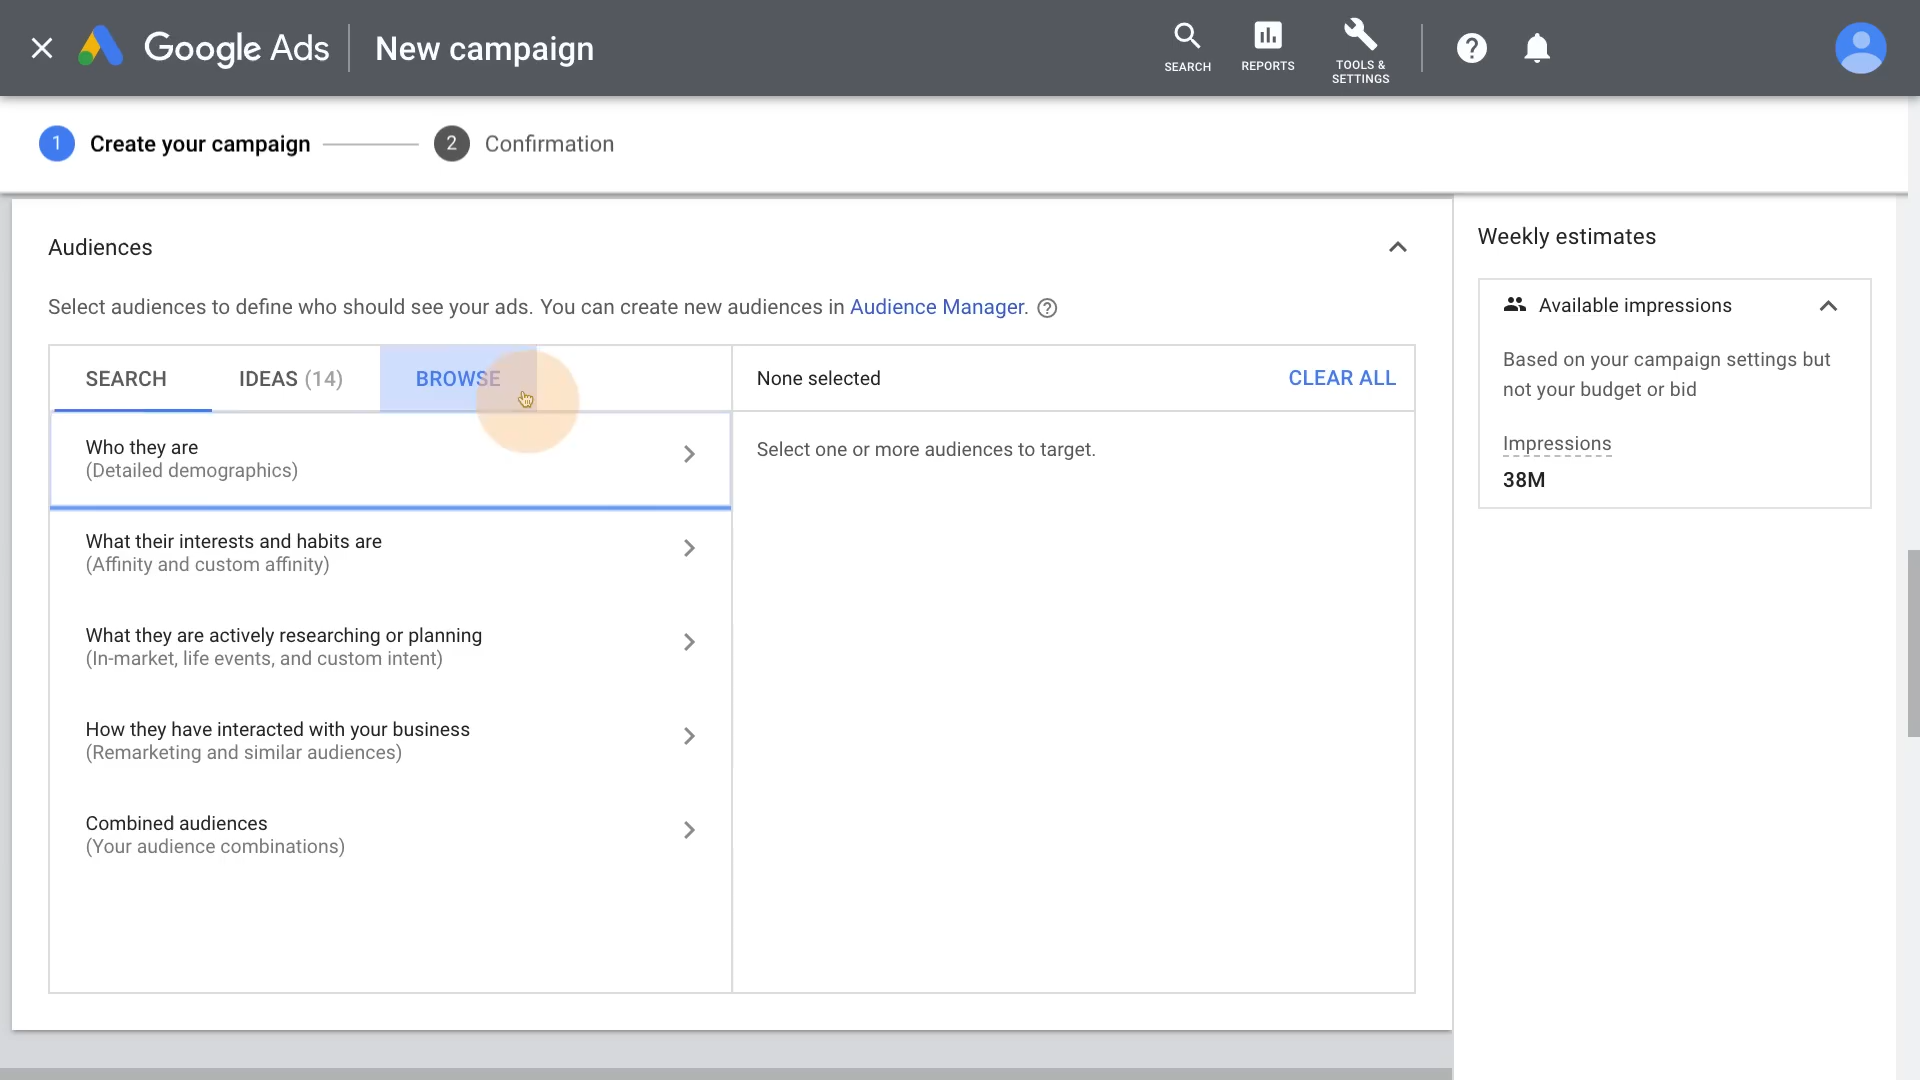 Google Ads
New campaign
SEARCH
REPORTS
TOOLS &
SETTINGS
1
Create your campaign
2
Confirmation
Audiences
Select audiences to define who should see your ads. You can create new audiences in Audience Manager.
SEARCH
IDEAS (14)
BROWSE
None selected
CLEAR ALL
Who they are
(Detailed demographics)
What their interests and habits are
(Affinity and custom affinity)
What they are actively researching or planning
(In-market, life events, and custom intent)
How they have interacted with your business
(Remarketing and similar audiences)
Combined audiences
(Your audience combinations)
Select one or more audiences to target.
Weekly estimates
Available impressions
Based on your campaign settings but
not your budget or bid
Impressions
38M